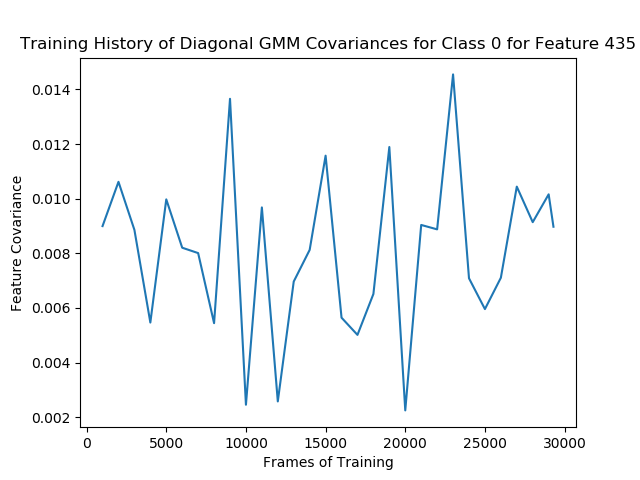 Training History of Diagonal GMM Covariances for Class 0 for Feature 435
0.014
0.012
0.010
0.008
0.006
0.004
0.002
Feature Covariance
0 5000 10000 15000 20000 25000 30000
Frames of Training